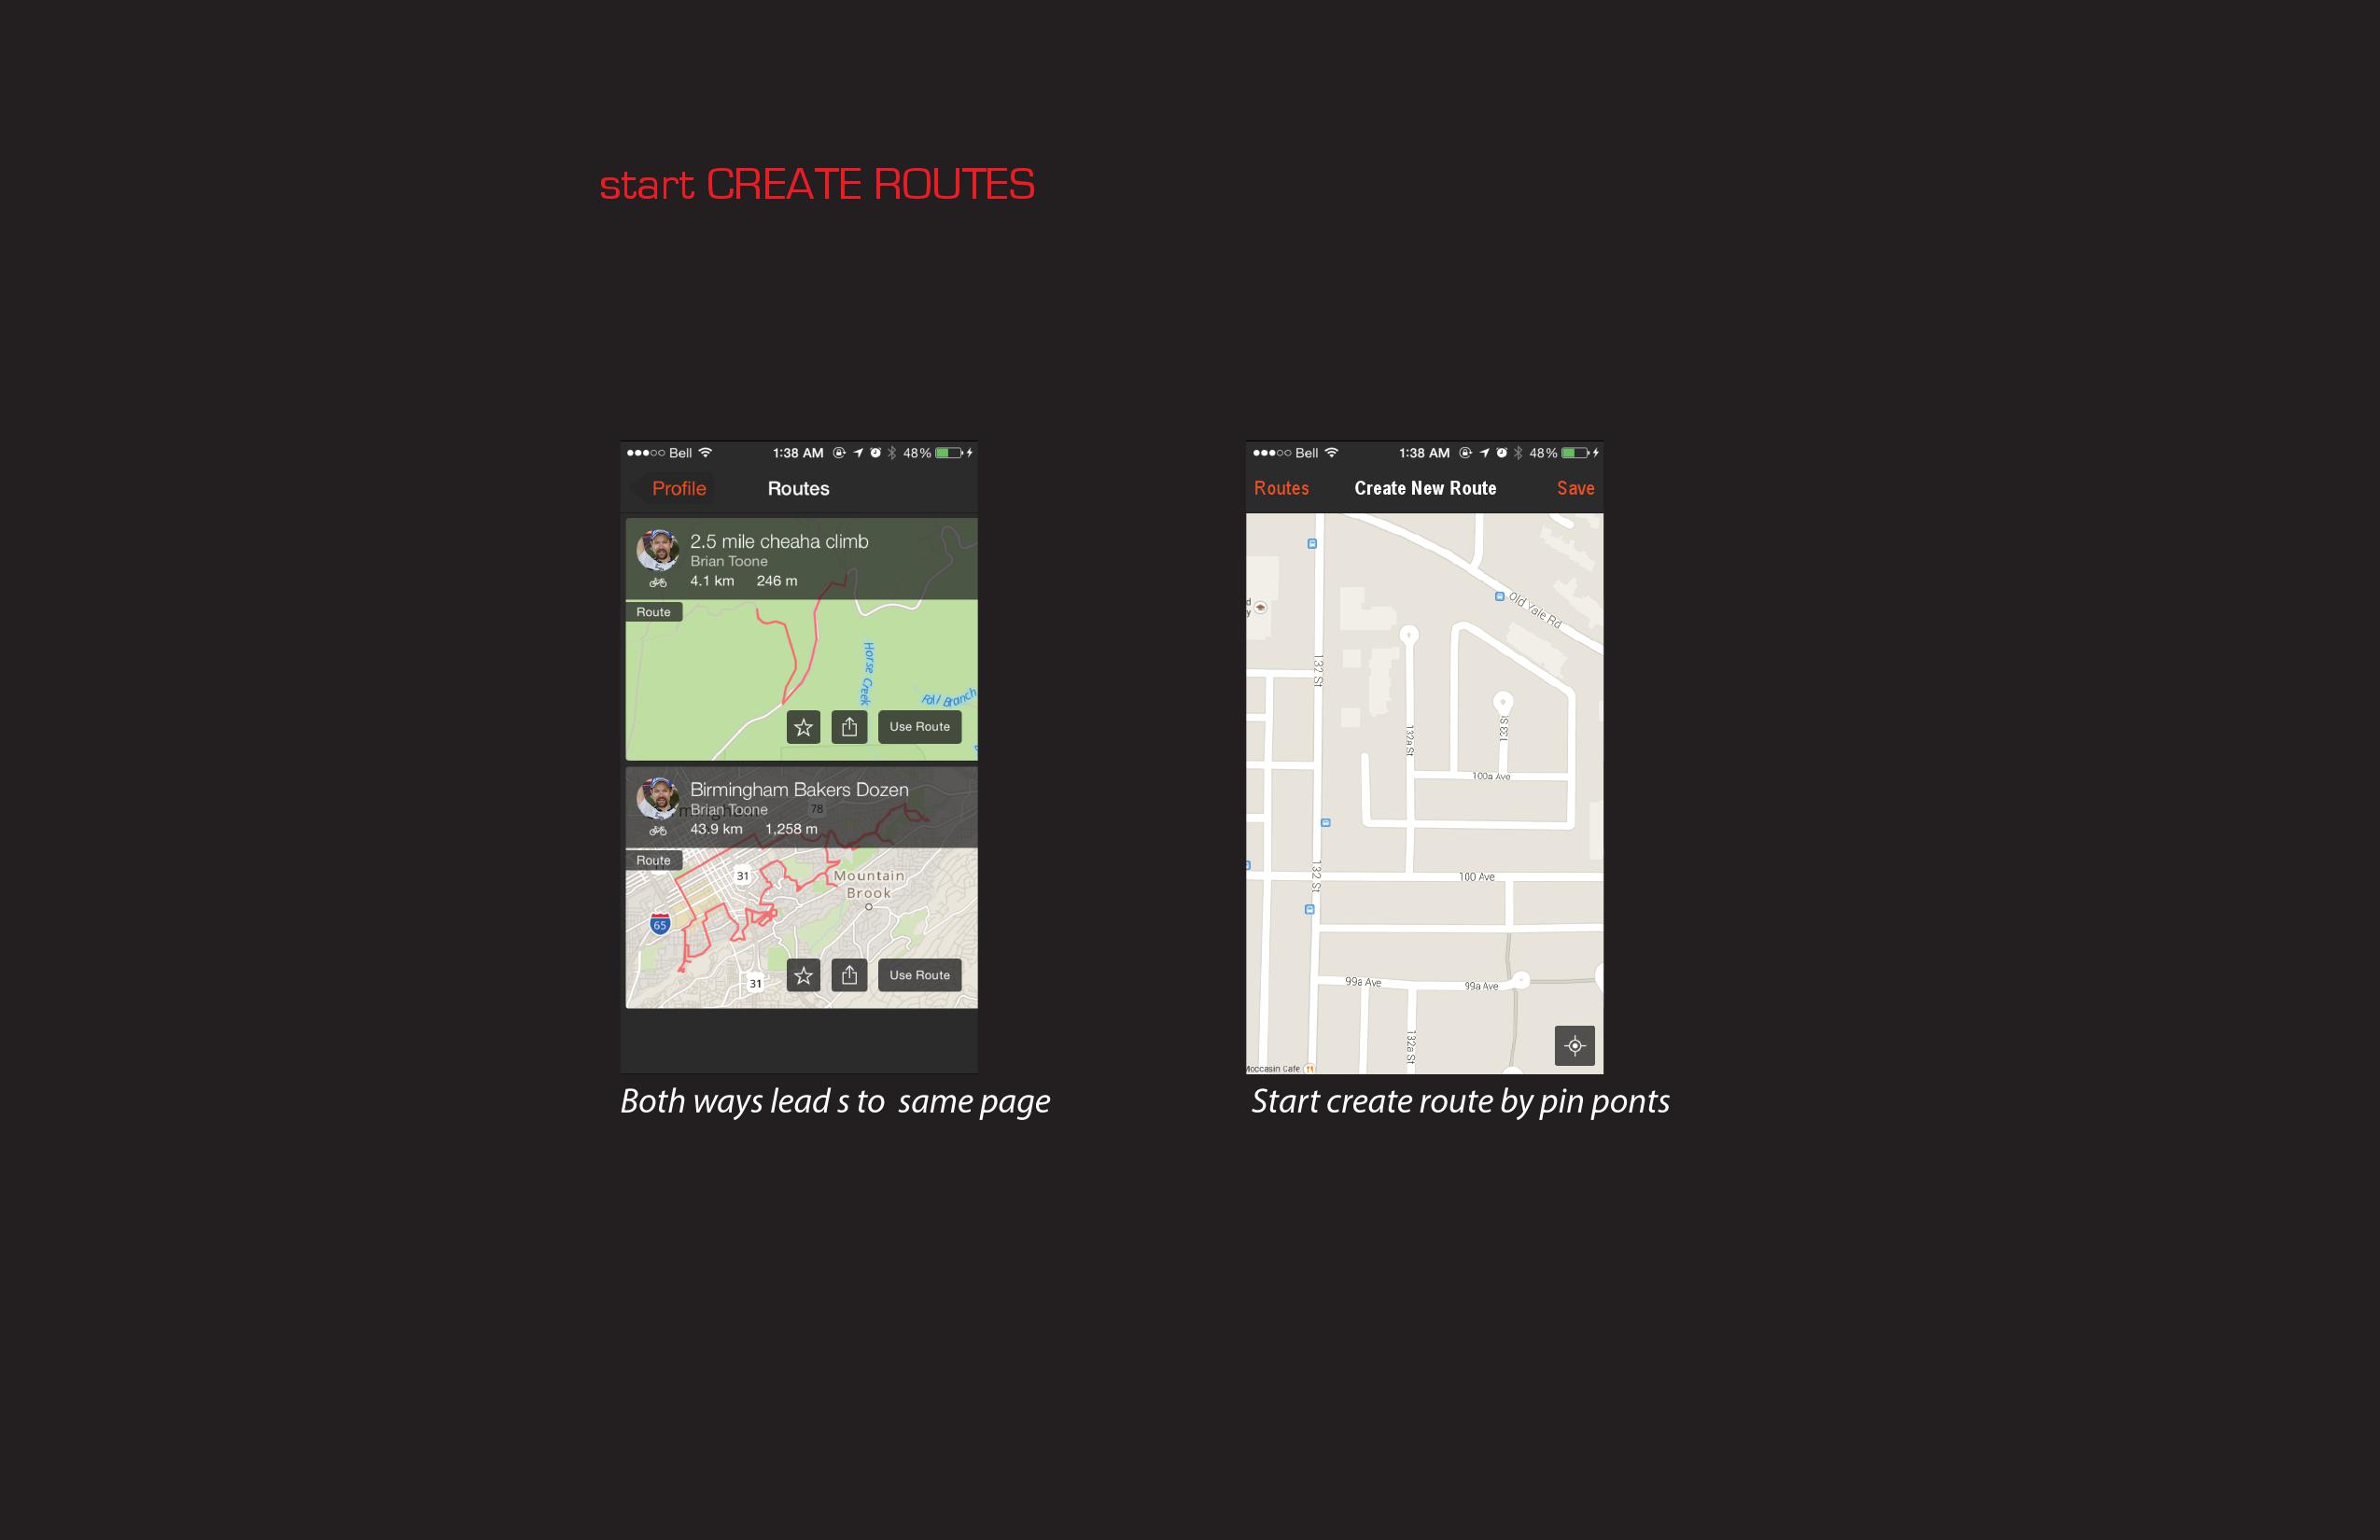 start CREATE ROUTES
Bell 1:38 AM 48%
Profile Routes
2.5 mile cheaha climb
Brian Toone
4.1 km 246 m
Route
Horse Creek
Fall Branch
Use Route
Birmingham Bakers Dozen
Brian Toone
78
43.9 km 1,258 m
Route
31
Mountain
Brook
65
Use Route
31
Both ways lead s to same page
Bell 1:38 AM 48%
Routes Create New Route Save
Old Yale Rd
d
y
132 St
132a St
133 St
100a Ave
132 St
100 Ave
99a Ave
99a Ave
132a St
Moccasin Cafe
Start create route by pin ponts